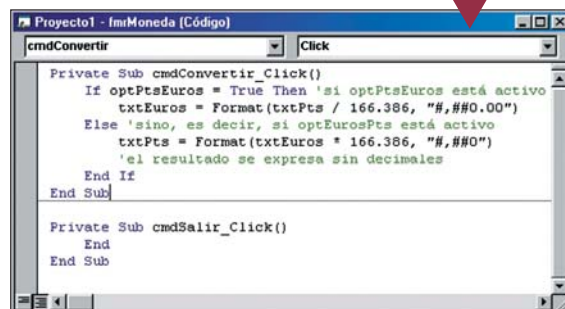 Proyecto1 - fmrMoneda (Código)
cmdConvertir Click
Private Sub cmdConvertir_Click()
If optPtsEuros = True Then 'si optPtsEuros está activo
txtEuros = Format(txtPts / 166.386, "#,##0.00")
Else 'sino, es decir, si optEurosPts está activo
txtPts = Format(txtEuros * 166.386, "#,##0")
'el resultado se expresa sin decimales
End If
End Sub
Private Sub cmdSalir_Click()
End
End Sub